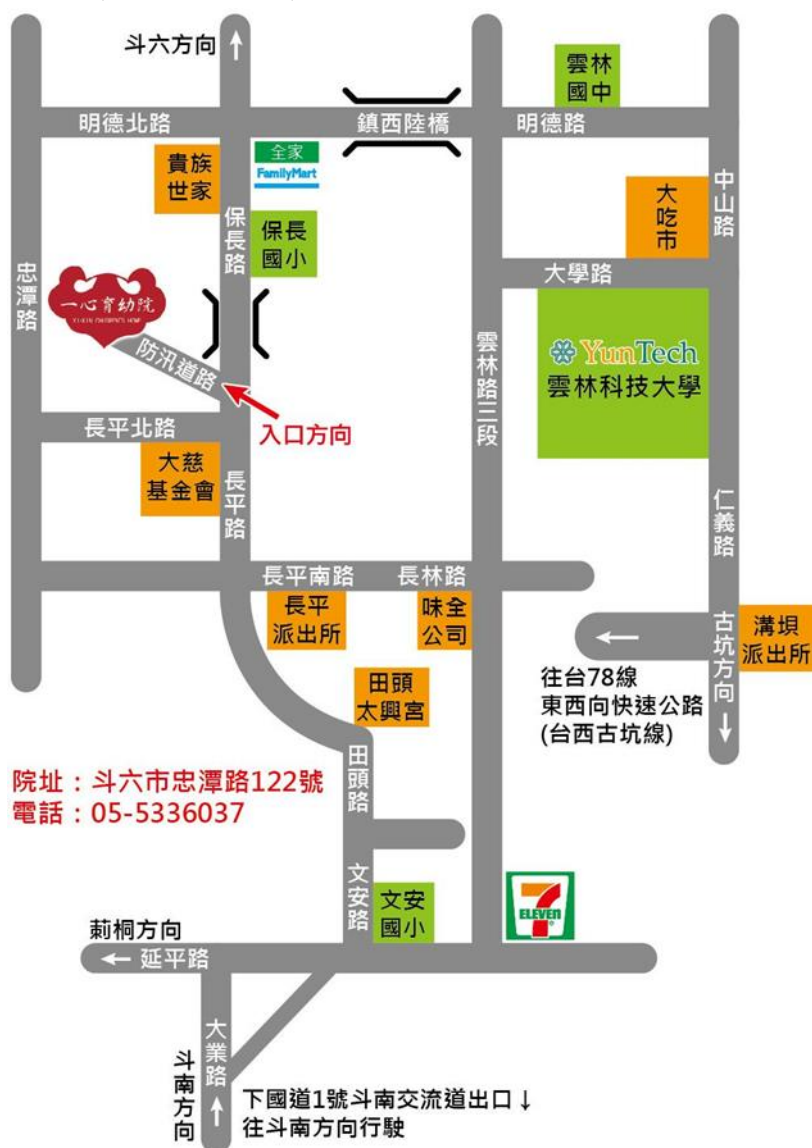 斗六方向
雲林
國中
明德北路
鎮西陸橋
明德路
貴族
世家
全家
FamilyMart
保長路
保長
國小
大吃市
中山路
大學路
忠潭路
一心育幼院
YI-HSIN CHILDREN'S HOME
防汛道路
入口方向
雲林路三段
YunTech
雲林科技大學
長平北路
大慈
基金會
長平路
仁義路
長平南路
長林路
長平
派出所
味全
公司
古坑方向
溝埧
派出所
往台78線
東西向快速公路
(台西古坑線)
田頭
太興宮
田頭路
院址：斗六市忠潭路122號
電話：05-5336037
文安路
文安
國小
7
ELEVEN
莿桐方向
延平路
大業路
斗南方向
下國道1號斗南交流道出口↓
往斗南方向行駛